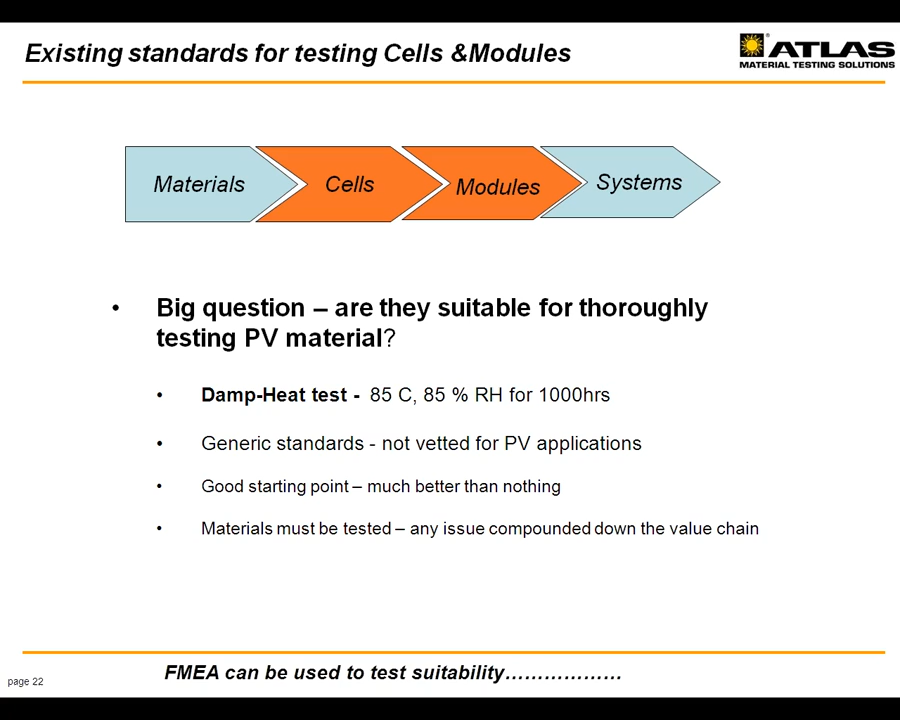 Existing standards for testing Cells &Modules
ATLAS
®
MATERIAL TESTING SOLUTIONS
Materials
Cells
Modules
Systems
• Big question – are they suitable for thoroughly
testing PV material?
• Damp-Heat test - 85 C, 85 % RH for 1000hrs
• Generic standards - not vetted for PV applications
• Good starting point – much better than nothing
• Materials must be tested – any issue compounded down the value chain
FMEA can be used to test suitability………………
page 22